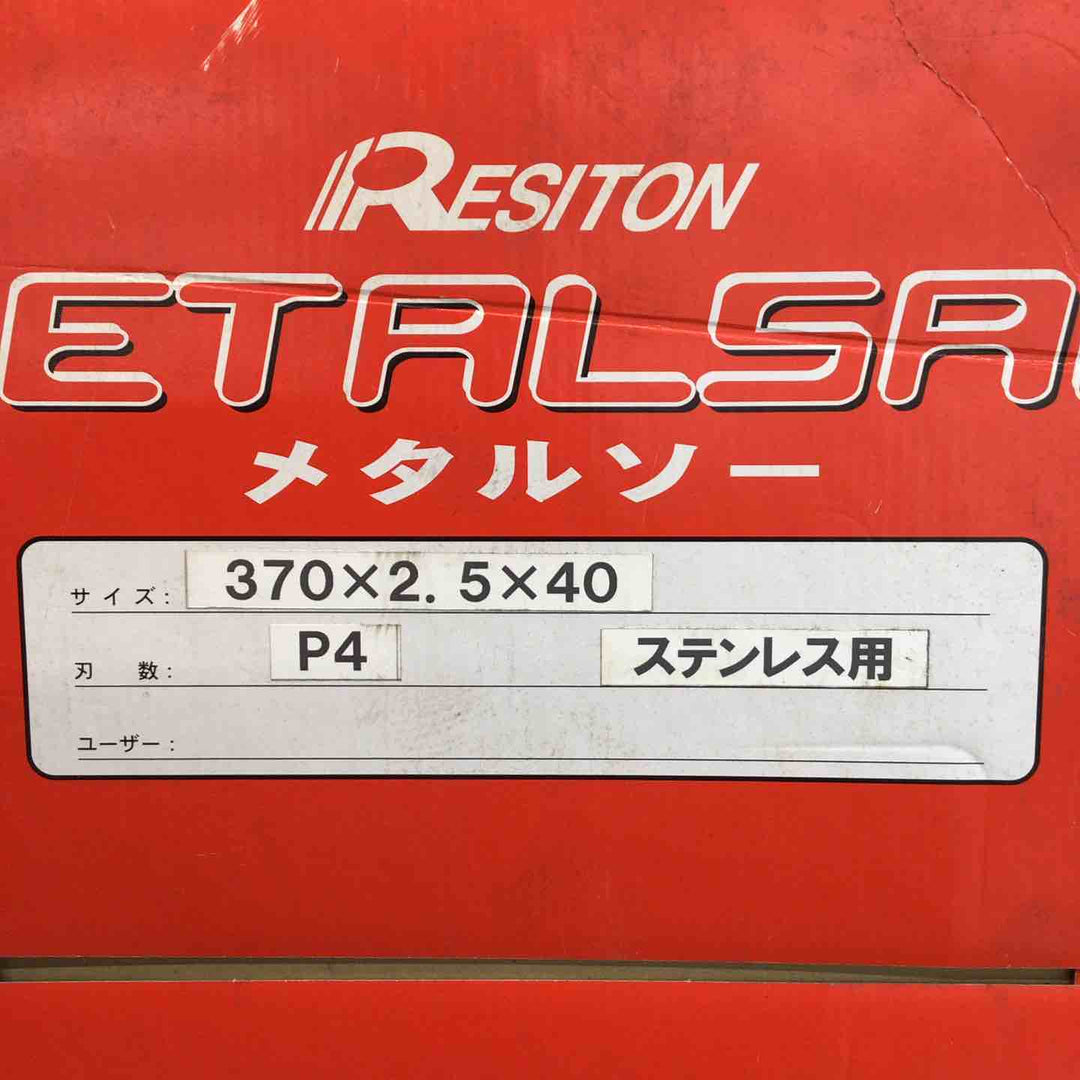 RESITON
ETALSA
メタルソー
サイズ: 370×2.5×40
刃 数: P4 ステンレス用
ユーザー: